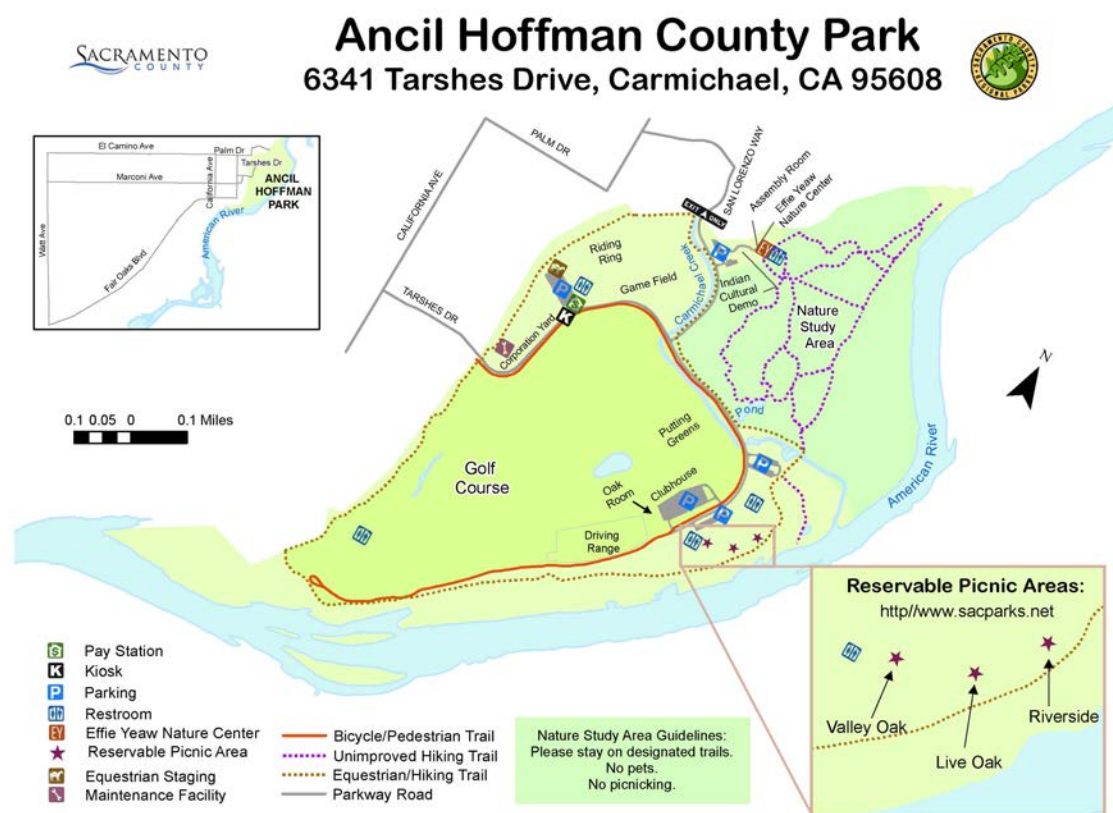 SACRAMENTO
COUNTY
Ancil Hoffman County Park
6341 Tarshes Drive, Carmichael, CA 95608
SACRAMENTO COUNTY
REGIONAL PARKS
El Camino Ave
Palm Dr
Tarshes Dr
Marconi Ave
California Ave
ANCIL
HOFFMAN
PARK
American River
Watt Ave
Fair Oaks Blvd
0.1 0.05 0 0.1 Miles
CALIFORNIA AVE
PALM DR
SAN LORENZO WAY
EXIT ONLY
Assembly Room
Effie Yeaw
Nature Center
EY
TARSHES DR
Riding
Ring
Game Field
Carmichael Creek
P
Indian
Cultural
Demo
Nature
Study
Area
P
$
K
Corporation Yard
N
Pond
Putting
Greens
Golf
Course
Oak
Room
Clubhouse
P
P
P
Driving
Range
American River
Reservable Picnic Areas:
http//www.sacparks.net
Valley Oak
Live Oak
Riverside
$ Pay Station
K Kiosk
P Parking
Restroom
EY Effie Yeaw Nature Center
Reservable Picnic Area
Equestrian Staging
Maintenance Facility
Bicycle/Pedestrian Trail
Unimproved Hiking Trail
Equestrian/Hiking Trail
Parkway Road
Nature Study Area Guidelines:
Please stay on designated trails.
No pets.
No picnicking.